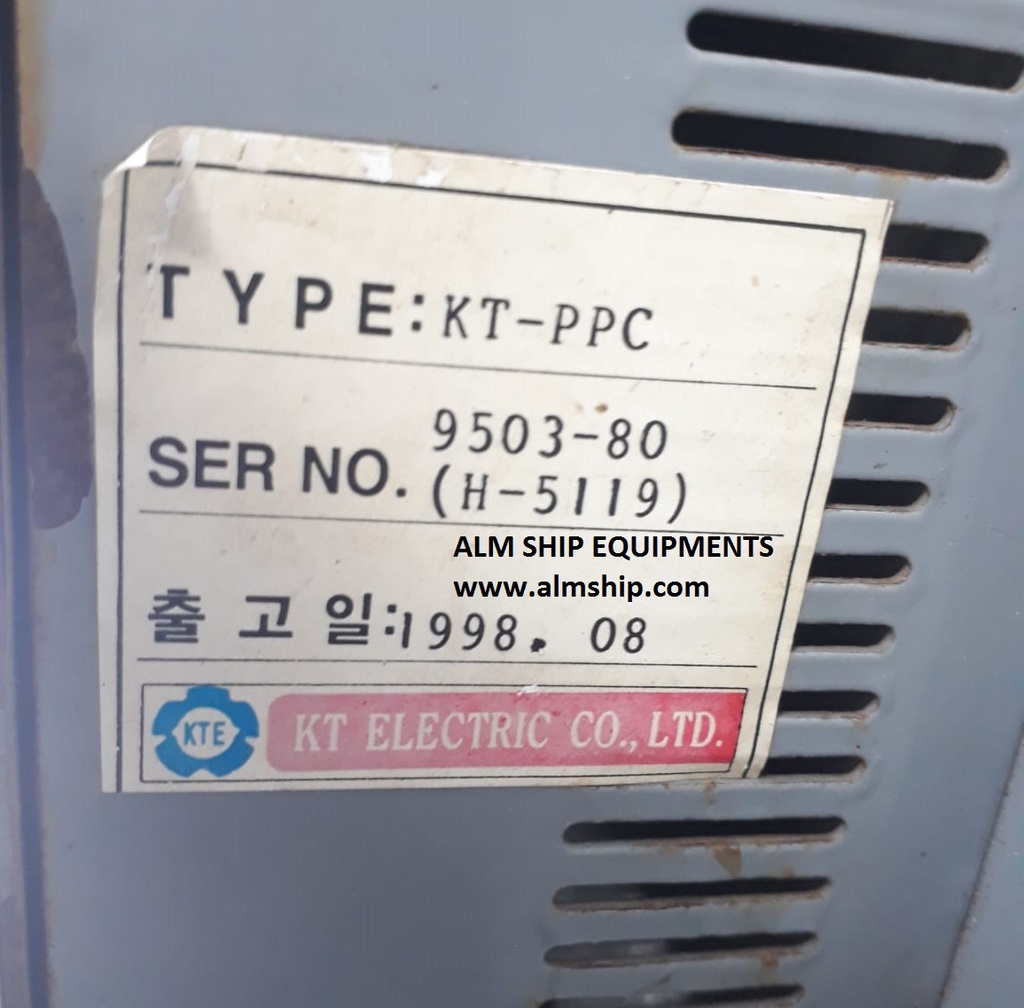 TYPE: KT-PPC
9503-80
SER NO. (H-5119)
ALM SHIP EQUIPMENTS
www.almship.com
출고일: 1998. 08
KTE KT ELECTRIC CO., LTD.